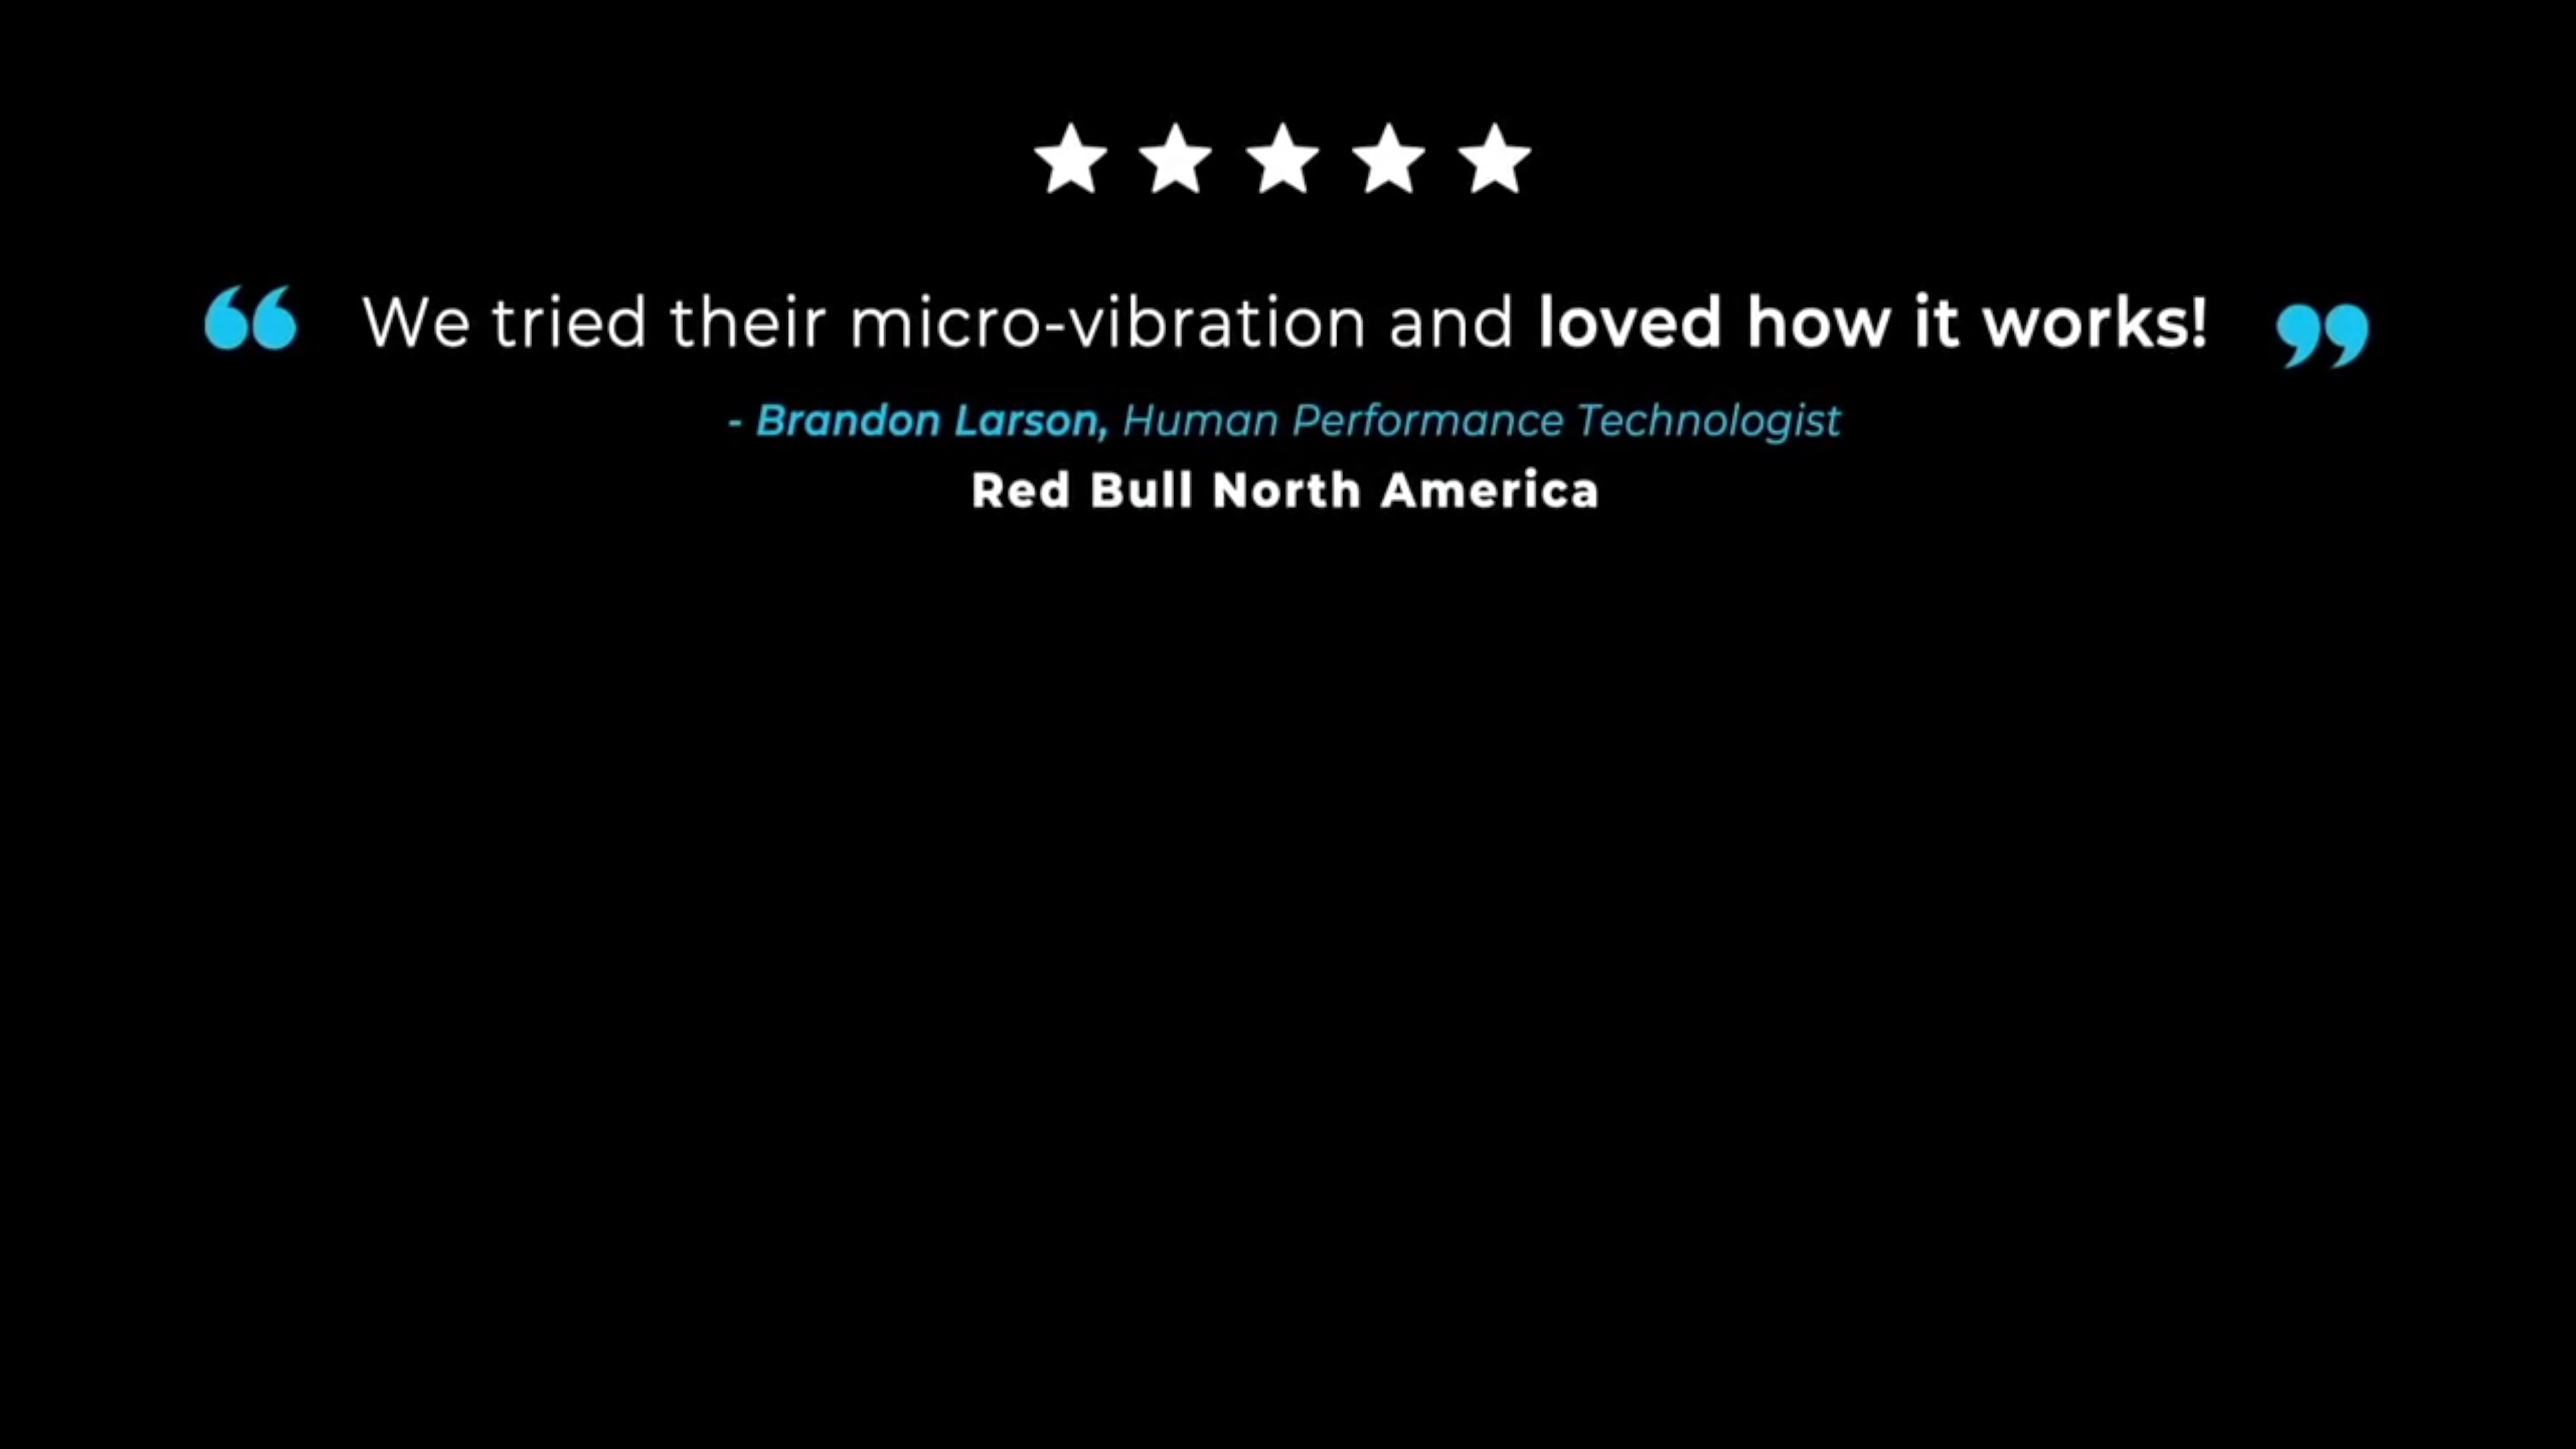 “ We tried their micro-vibration and loved how it works! ”
- Brandon Larson, Human Performance Technologist
Red Bull North America